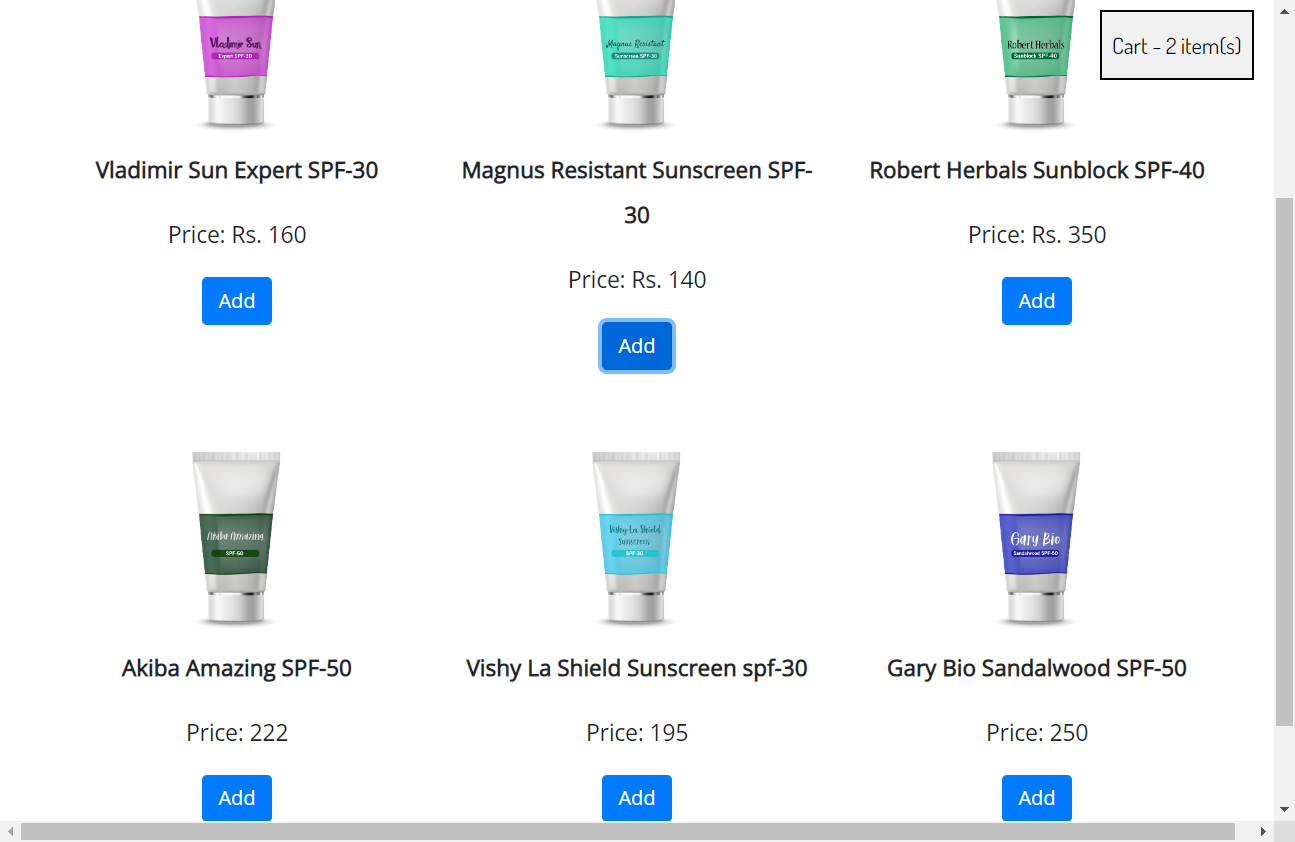 Vladimir Sun
Expert SPF-30
Magnus Resistant
Sunscreen SPF-30
Robert Herbals
Sunblock SPF-40
Cart - 2 item(s)
Vladimir Sun Expert SPF-30
Magnus Resistant Sunscreen SPF-
30
Robert Herbals Sunblock SPF-40
Price: Rs. 160
Price: Rs. 140
Price: Rs. 350
Add
Add
Add
Akiba Amazing
SPF-50
Vishy La Shield
Sunscreen
SPF-30
Gary Bio
Sandalwood SPF-50
Akiba Amazing SPF-50
Vishy La Shield Sunscreen spf-30
Gary Bio Sandalwood SPF-50
Price: 222
Price: 195
Price: 250
Add
Add
Add